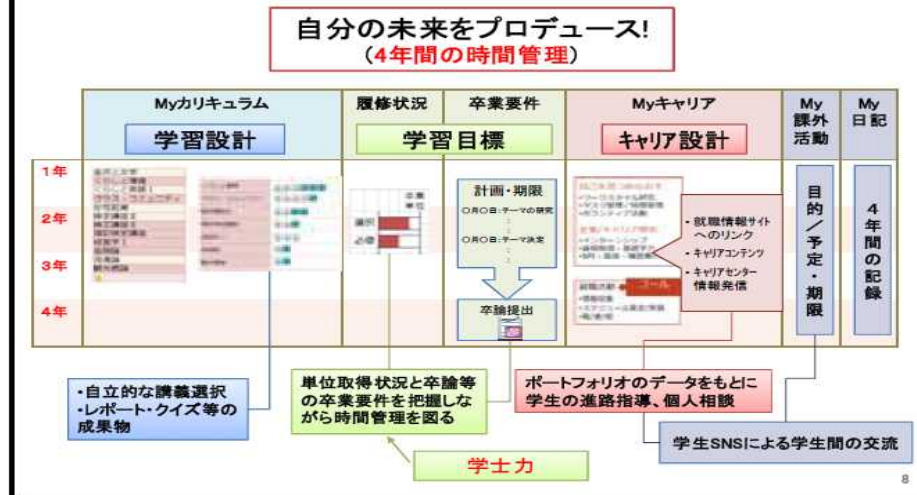 自分の未来をプロデュース!
(4年間の時間管理)
Myカリキュラム
学習設計
履修状況
卒業要件
学習目標
Myキャリア
キャリア設計
My
課外
活動
My
日記
1年
2年
3年
4年
卒業
単位
選択
必修
計画・期限
○月○日:テーマの研究
:
:
○月○日:テーマ決定
:
:
卒論提出
ゴール
・就職情報サイト
へのリンク
・キャリアコンテンツ
・キャリアセンター
情報発信
目的/予定・期限
4年間の記録
・自立的な講義選択
・レポート・クイズ等の
成果物
単位取得状況と卒論等
の卒業要件を把握しな
がら時間管理を図る
学士力
ポートフォリオのデータをもとに
学生の進路指導、個人相談
学生SNSによる学生間の交流
8